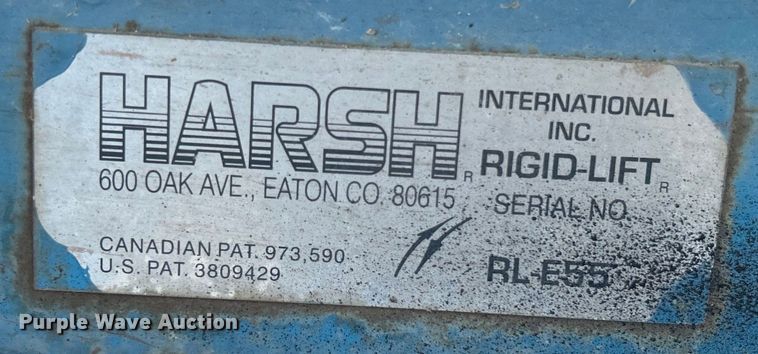 HARSH®
INTERNATIONAL
INC.
RIGID-LIFT®
600 OAK AVE., EATON CO. 80615
SERIAL NO.
CANADIAN PAT. 973,590
U.S. PAT. 3809429
RL-E55
Purple Wave Auction